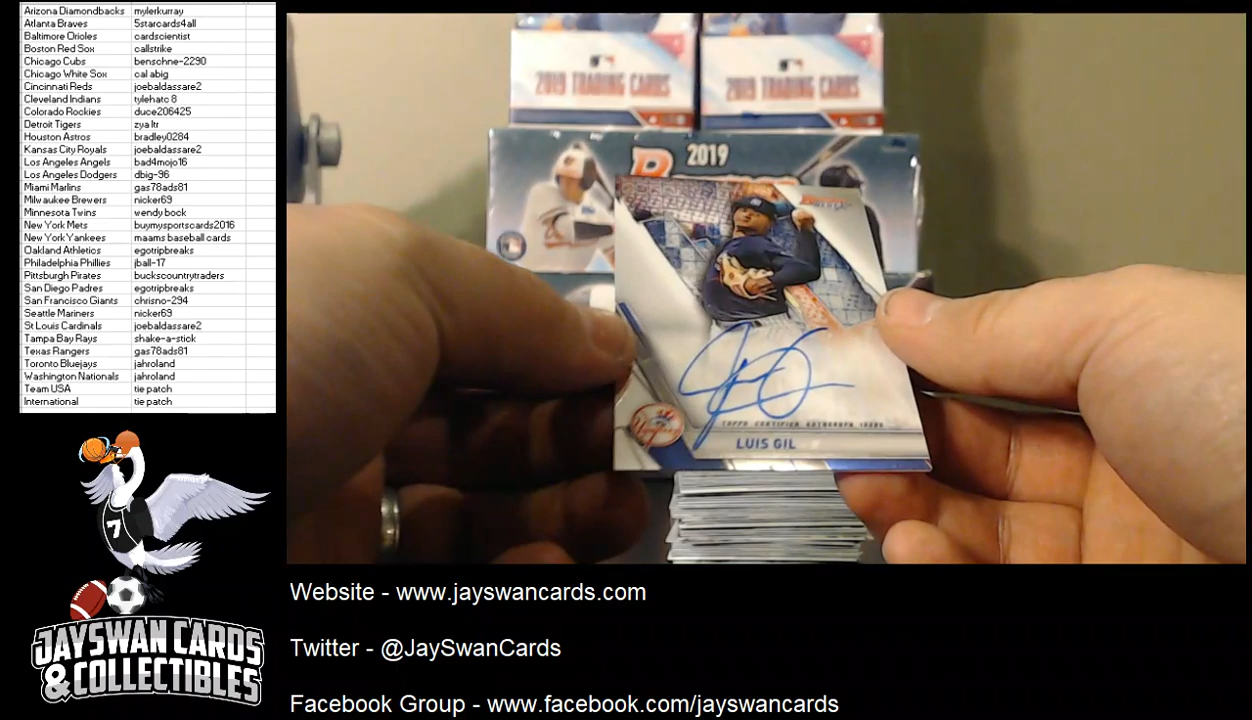 Arizona Diamondbacks mylerkurray
Atlanta Braves 5starcards4all
Baltimore Orioles cardscientist
Boston Red Sox callstrike
Chicago Cubs benschne-2290
Chicago White Sox cal abig
Cincinnati Reds joebaldassare2
Cleveland Indians tylehatc 8
Colorado Rockies duce206425
Detroit Tigers zya ltr
Houston Astros bradley0284
Kansas City Royals joebaldassare2
Los Angeles Angels bad4mojo16
Los Angeles Dodgers dbig-96
Miami Marlins gas78ads81
Milwaukee Brewers nicker69
Minnesota Twins wendy bock
New York Mets buymysportscards2016
New York Yankees maams baseball cards
Oakland Athletics egotripbreaks
Philadelphia Phillies jball-17
Pittsburgh Pirates buckscountrytraders
San Diego Padres egotripbreaks
San Francisco Giants chrisno-294
Seattle Mariners nicker69
St Louis Cardinals joebaldassare2
Tampa Bay Rays shake-a-stick
Texas Rangers gas78ads81
Toronto Bluejays jahroland
Washington Nationals jahroland
Team USA tie patch
International tie patch
2019 TRADING CARDS
2019 TRADING CARDS
B 2019
TOPPS CERTIFIED AUTOGRAPH ISSUE
LUIS GIL
7
JAYSWAN CARDS
& COLLECTIBLES
Website - www.jayswancards.com
Twitter - @JaySwanCards
Facebook Group - www.facebook.com/jayswancards